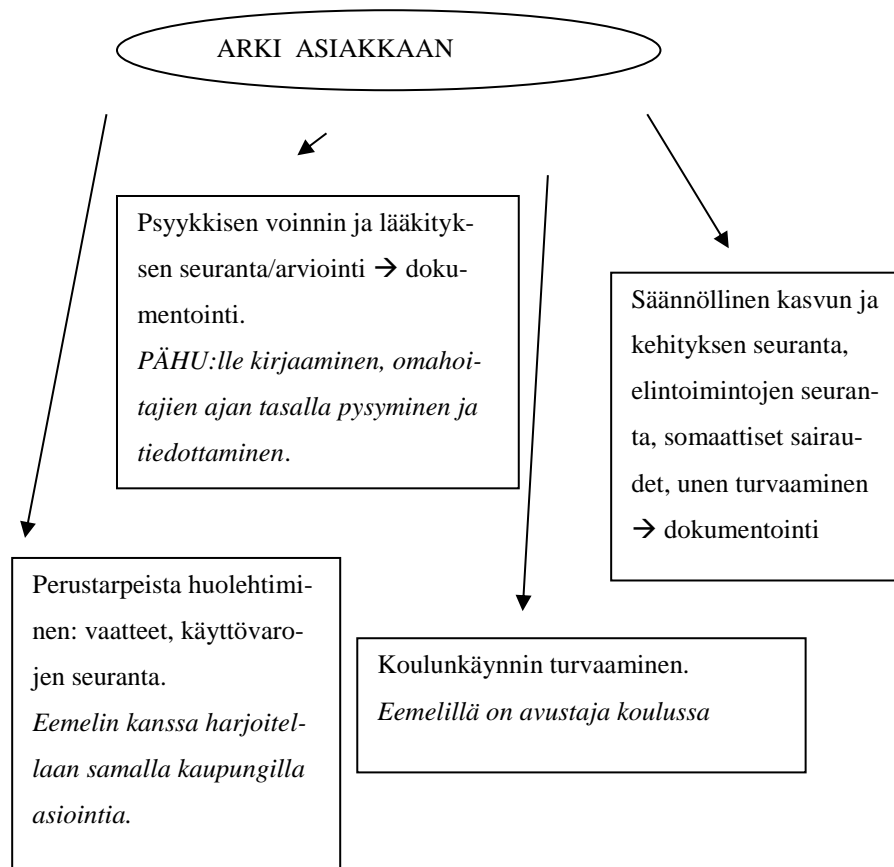 ARKI ASIAKKAAN
Psyykkisen voinnin ja lääkityk-
sen seuranta/arviointi → doku-
mentointi.
PÄHU:lle kirjaaminen, omahoi-
tajien ajan tasalla pysyminen ja
tiedottaminen.
Säännöllinen kasvun ja
kehityksen seuranta,
elintoimintojen seuran-
ta, somaattiset sairau-
det, unen turvaaminen
→ dokumentointi
Perustarpeista huolehtimi-
nen: vaatteet, käyttövaro-
jen seuranta.
Eemelin kanssa harjoitel-
laan samalla kaupungilla
asiointia.
Koulunkäynnin turvaaminen.
Eemelillä on avustaja koulussa